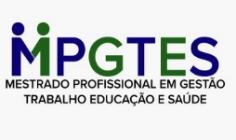 MPGTES
MESTRADO PROFISSIONAL EM GESTÃO
TRABALHO EDUCAÇÃO E SAÚDE